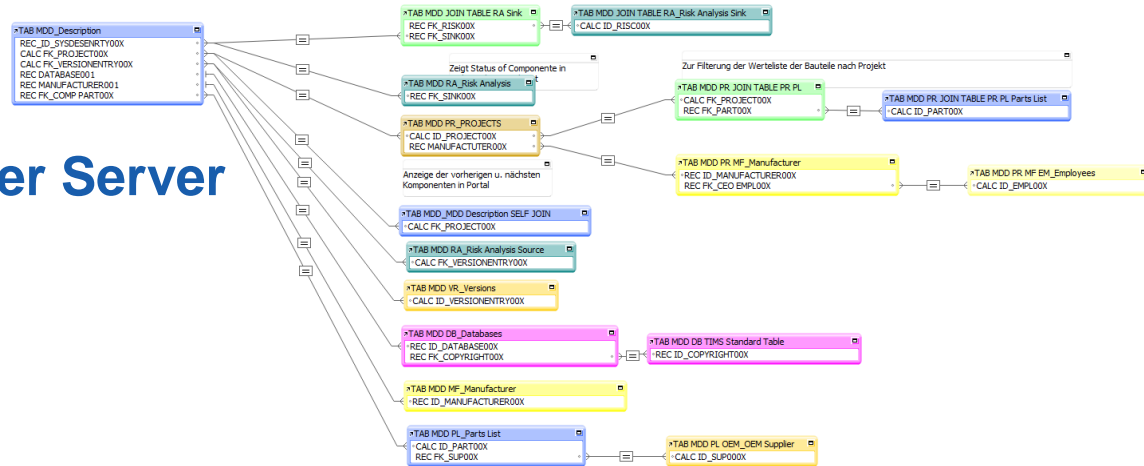 TAB MDD_Description
REC_ID_SYSDESENRTY00X
CALC FK_PROJECT00X
CALC FK_VERSIONENTRY00X
REC DATABASE001
REC MANUFACTURER001
REC FK_COMP PART00X
er Server
TAB MDD JOIN TABLE RA Sink
REC FK_RISK00X
REC FK_SINK00X
TAB MDD JOIN TABLE RA_Risk Analysis Sink
CALC ID_RISC00X
Zeigt Status of Componente in
TAB MDD RA_Risk Analysis
REC FK_SINK00X
TAB MDD PR_PROJECTS
CALC ID_PROJECT00X
REC MANUFACTUTER00X
Anzeige der vorherigen u. nächsten
Komponenten in Portal
Zur Filterung der Werteliste der Bauteile nach Projekt
TAB MDD PR JOIN TABLE PR PL
CALC FK_PROJECT00X
REC FK_PART00X
TAB MDD PR JOIN TABLE PR PL Parts List
CALC ID_PART00X
TAB MDD PR MF_Manufacturer
REC ID_MANUFACTURER00X
REC FK_CEO EMPL00X
TAB MDD PR MF EM_Employees
CALC ID_EMPL00X
TAB MDD_MDD Description SELF JOIN
CALC FK_PROJECT00X
TAB MDD RA_Risk Analysis Source
CALC FK_VERSIONENTRY00X
TAB MDD VR_Versions
CALC ID_VERSIONENTRY00X
TAB MDD DB_Databases
REC ID_DATABASE00X
REC FK_COPYRIGHT00X
TAB MDD DB TIMS Standard Table
REC ID_COPYRIGHT00X
TAB MDD MF_Manufacturer
REC ID_MANUFACTURER00X
TAB MDD PL_Parts List
CALC ID_PART00X
REC FK_SUP00X
TAB MDD PL OEM_OEM Supplier
CALC ID_SUP000X